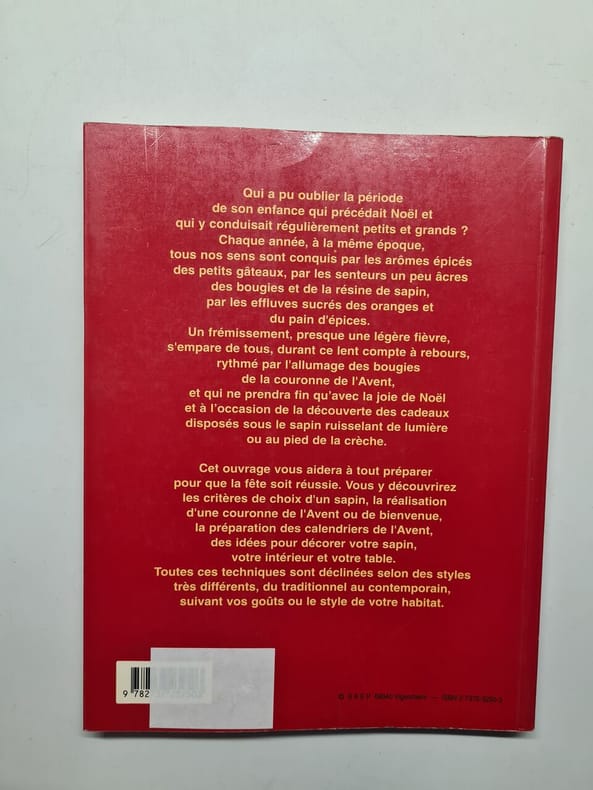 Qui a pu oublier la période
de son enfance qui précédait Noël et
qui y conduisait régulièrement petits et grands ?
Chaque année, à la même époque,
tous nos sens sont conquis par les arômes épicés
des petits gâteaux, par les senteurs un peu âcres
des bougies et de la résine de sapin,
par les effluves sucrés des oranges et
du pain d'épices.
Un frémissement, presque une légère fièvre,
s'empare de tous, durant ce lent compte à rebours,
rythmé par l'allumage des bougies
de la couronne de l'Avent,
et qui ne prendra fin qu'avec la joie de Noël
et à l'occasion de la découverte des cadeaux
disposés sous le sapin ruisselant de lumière
ou au pied de la crèche.
Cet ouvrage vous aidera à tout préparer
pour que la fête soit réussie. Vous y découvrirez
les critères de choix d'un sapin, la réalisation
d'une couronne de l'Avent ou de bienvenue,
la préparation des calendriers de l'Avent,
des idées pour décorer votre sapin,
votre intérieur et votre table.
Toutes ces techniques sont déclinées selon des styles
très différents, du traditionnel au contemporain,
suivant vos goûts ou le style de votre habitat.
9 782
ISBN